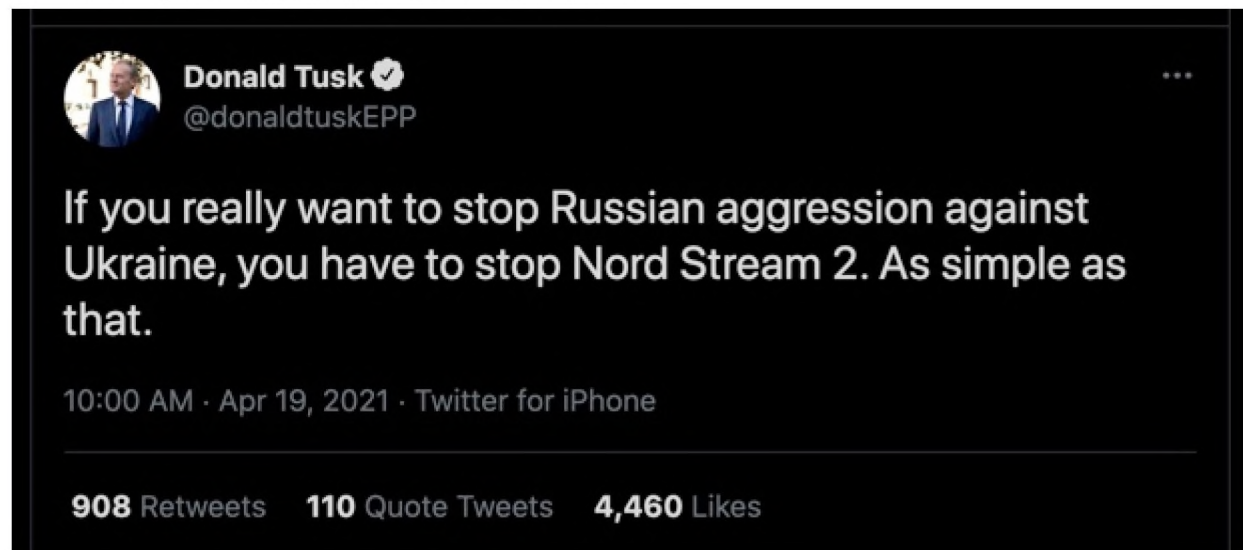 Donald Tusk
@donaldtuskEPP
If you really want to stop Russian aggression against
Ukraine, you have to stop Nord Stream 2. As simple as
that.
10:00 AM · Apr 19, 2021 · Twitter for iPhone
908 Retweets 110 Quote Tweets 4,460 Likes